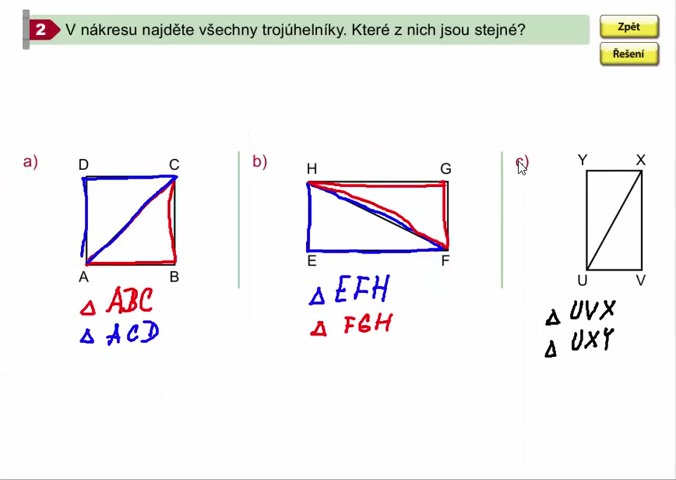 2 V nákresu najděte všechny trojúhelníky. Které z nich jsou stejné?
Zpět
Řešení
a)
D C
A B
Δ ABC
Δ ACD
b)
H G
E F
Δ EFH
Δ FGH
c)
Y X
U V
Δ UVX
Δ UXY